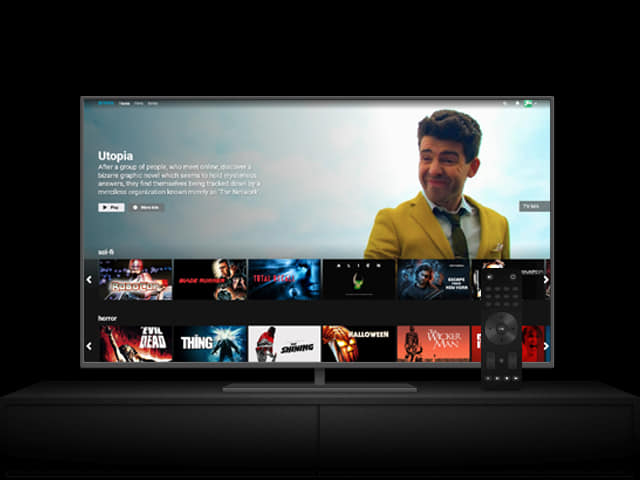 Home Films Series
Utopia
After a group of people, who meet online, discover a
bizarre graphic novel which seems to hold mysterious
answers, they find themselves being tracked down by a
merciless organization known merely as 'The Network'.
Play More Info
TV-MA
sci-fi
ROBOCOP BLADE RUNNER TOTAL RECALL ALIEN ESCAPE FROM NEW YORK
horror
EVIL DEAD THE THING THE SHINING HALLOWEEN THE WICKER MAN